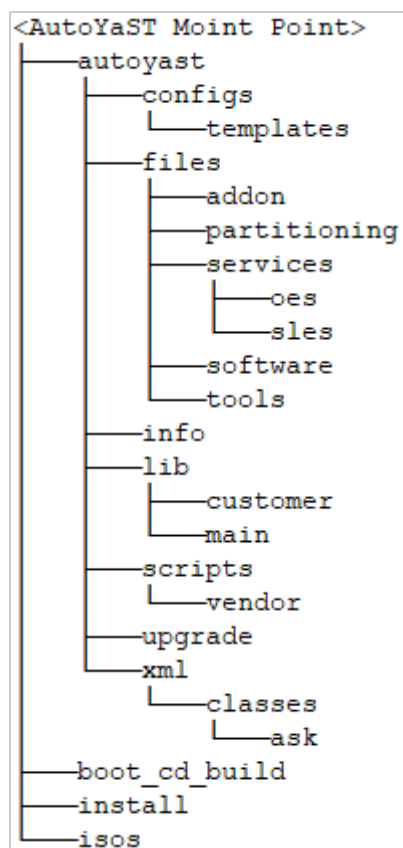 <AutoYaST Moint Point>
autoyast
configs
templates
files
addon
partitioning
services
oes
sles
software
tools
info
lib
customer
main
scripts
vendor
upgrade
xml
classes
ask
boot_cd_build
install
isos